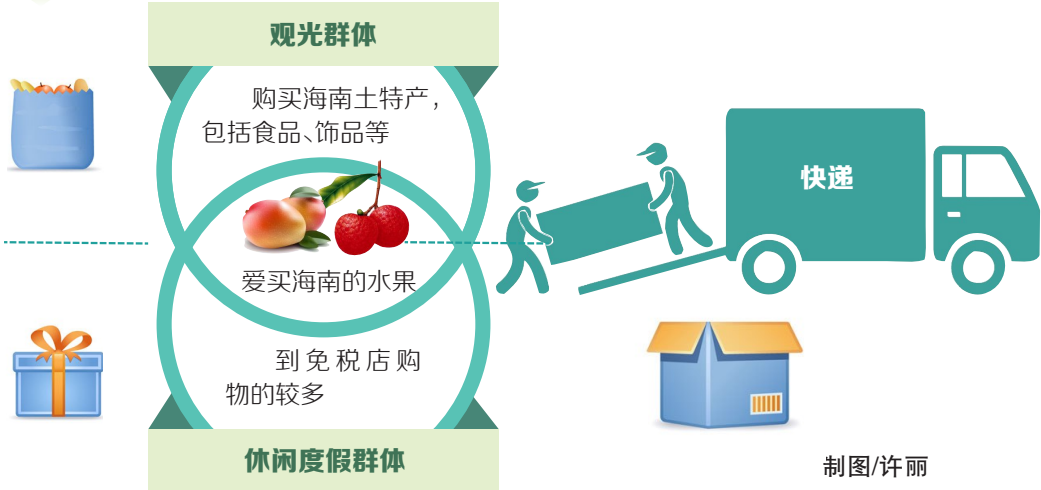 观光群体
购买海南土特产，
包括食品、饰品等
快递
爱买海南的水果
到免税店购
物的较多
休闲度假群体
制图/许丽